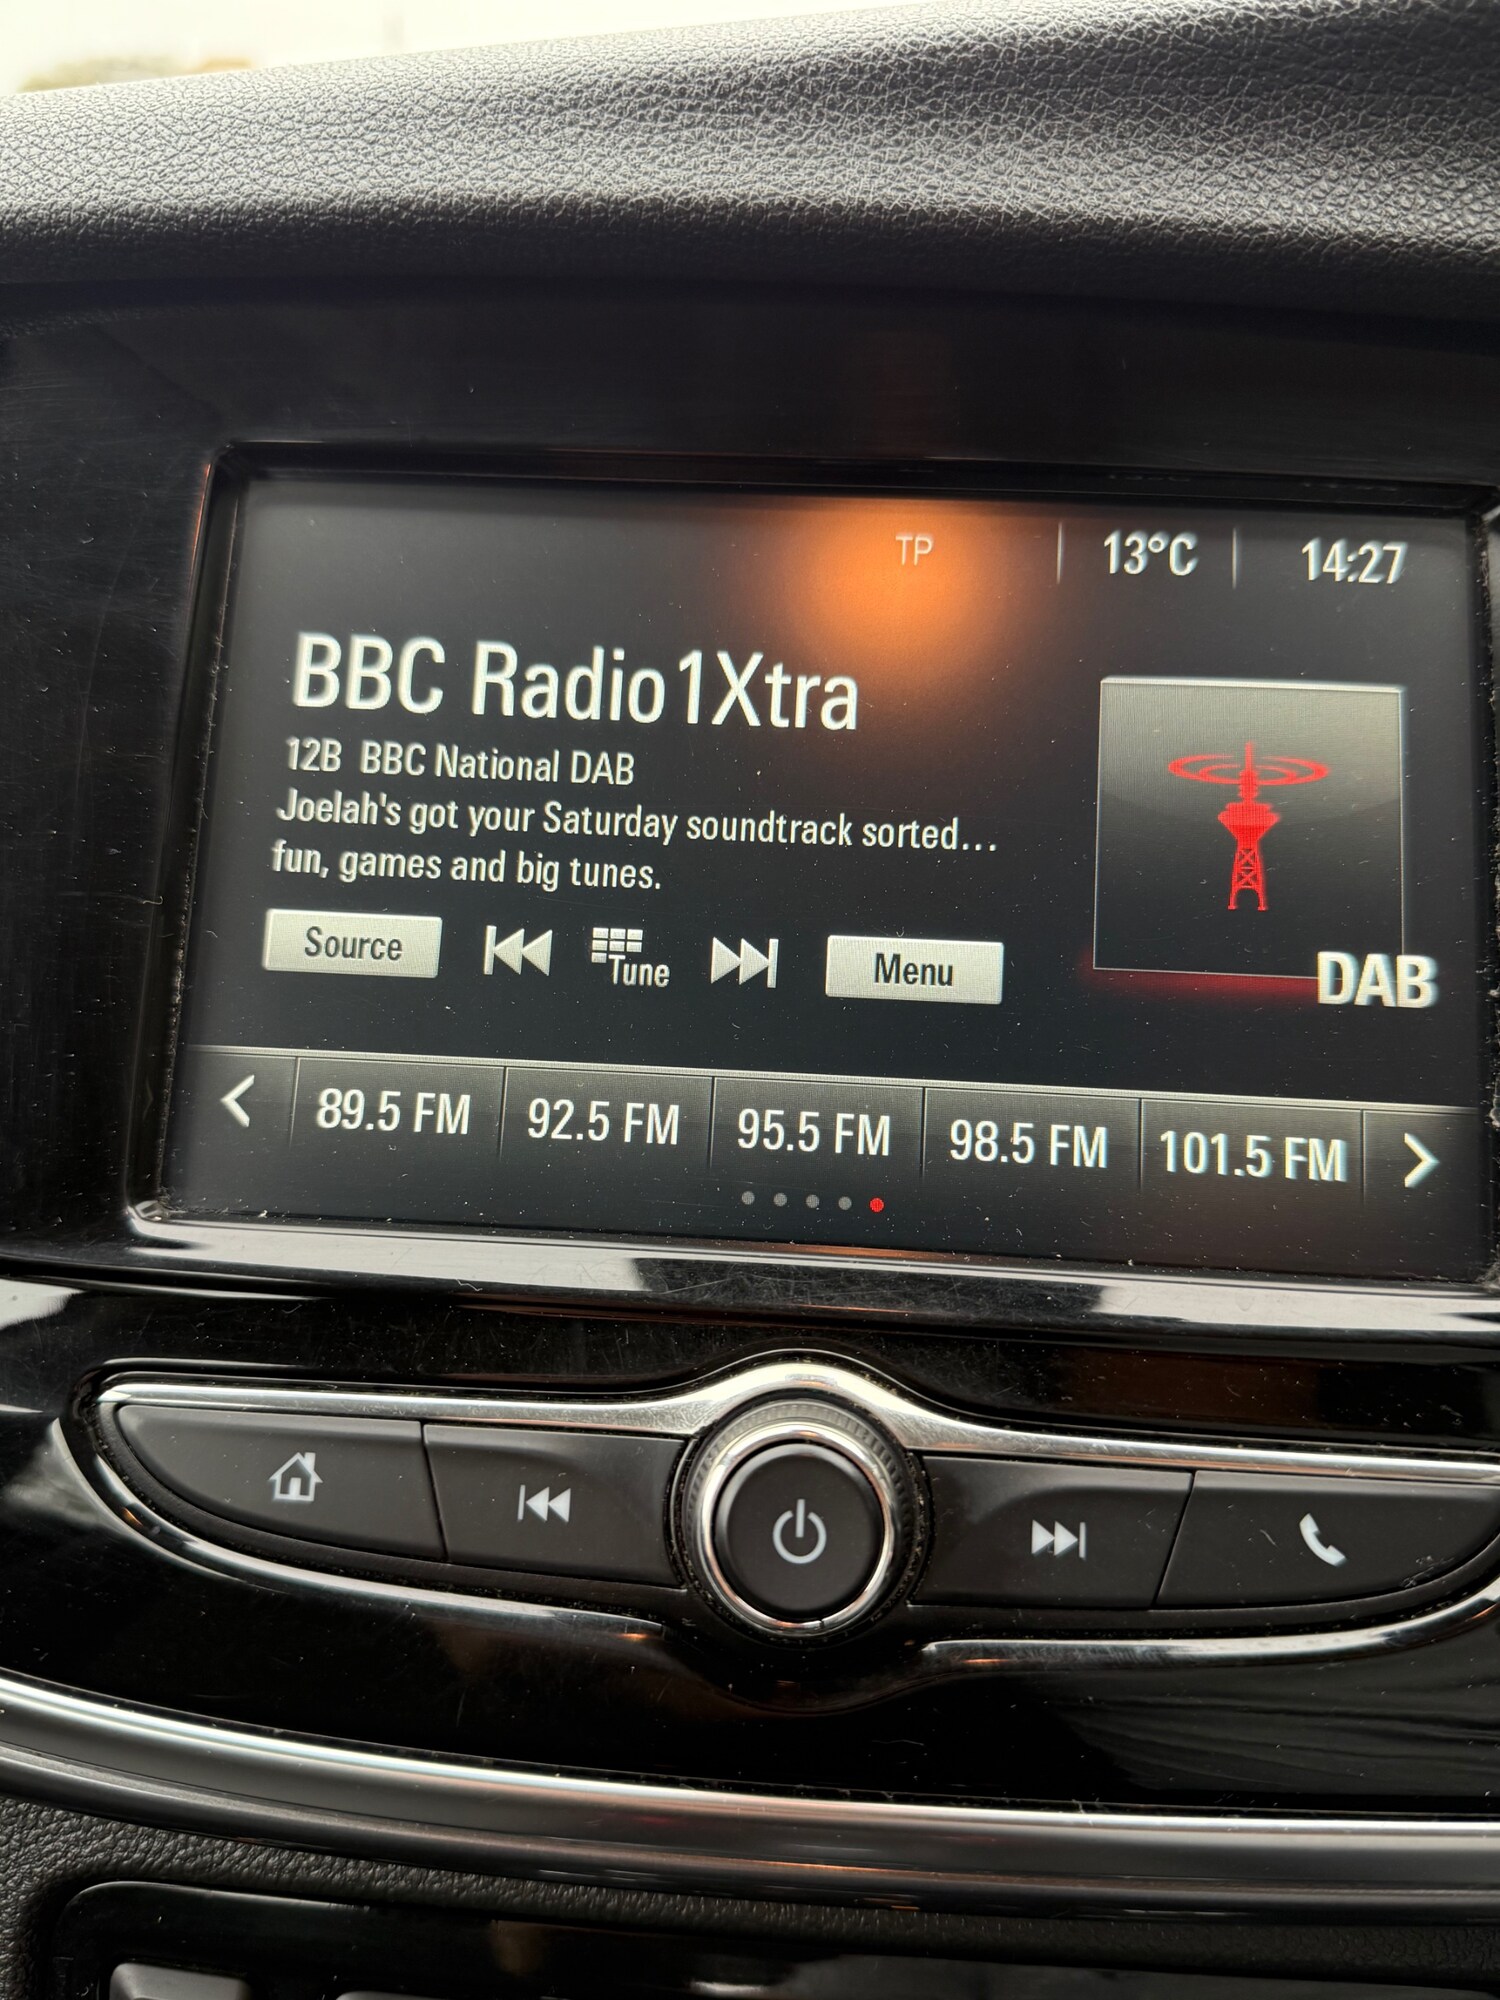 TP 13°C 14:27
BBC Radio1Xtra
12B BBC National DAB
Joelah's got your Saturday soundtrack sorted...
fun, games and big tunes.
Source Tune Menu
DAB
89.5 FM 92.5 FM 95.5 FM 98.5 FM 101.5 FM